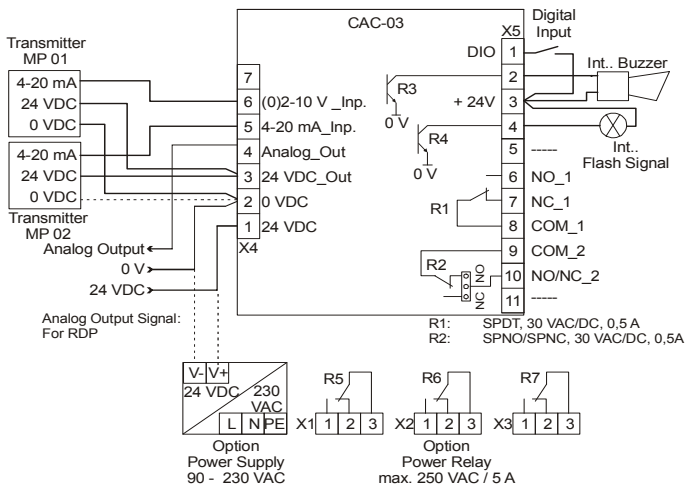 CAC-03
Digital
Input
X5
Transmitter
MP 01
4-20 mA
24 VDC
0 VDC
4-20 mA
24 VDC
0 VDC
Transmitter
MP 02
Analog Output
0 V
24 VDC
Analog Output Signal:
For RDP
7
6 (0)2-10 V _Inp.
5 4-20 mA_Inp.
4 Analog_Out
3 24 VDC_Out
2 0 VDC
1 24 VDC
X4
R3
0 V
R4
0 V
R1
R2
NO
NC
DIO 1
2
+ 24V 3
4
5 -----
6 NO_1
7 NC_1
8 COM_1
9 COM_2
10 NO/NC_2
11 -----
Int.. Buzzer
Int..
Flash Signal
R1: SPDT, 30 VAC/DC, 0,5 A
R2: SPNO/SPNC, 30 VAC/DC, 0,5A
V- V+
24 VDC
230
VAC
L N PE
Option
Power Supply
90 - 230 VAC
R5
X1 1 2 3
R6
X2 1 2 3
R7
X3 1 2 3
Option
Power Relay
max. 250 VAC / 5 A